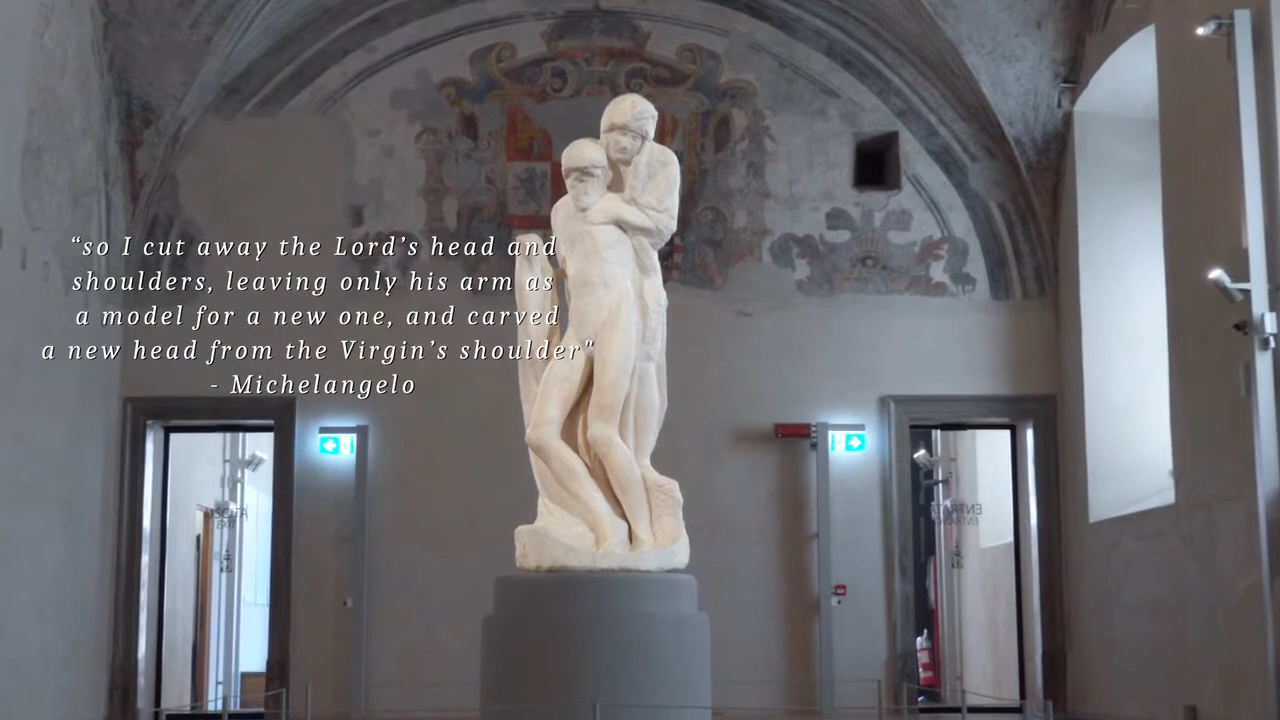 “so I cut away the Lord’s head and
shoulders, leaving only his arm as
a model for a new one, and carved
a new head from the Virgin’s shoulder"
- Michelangelo